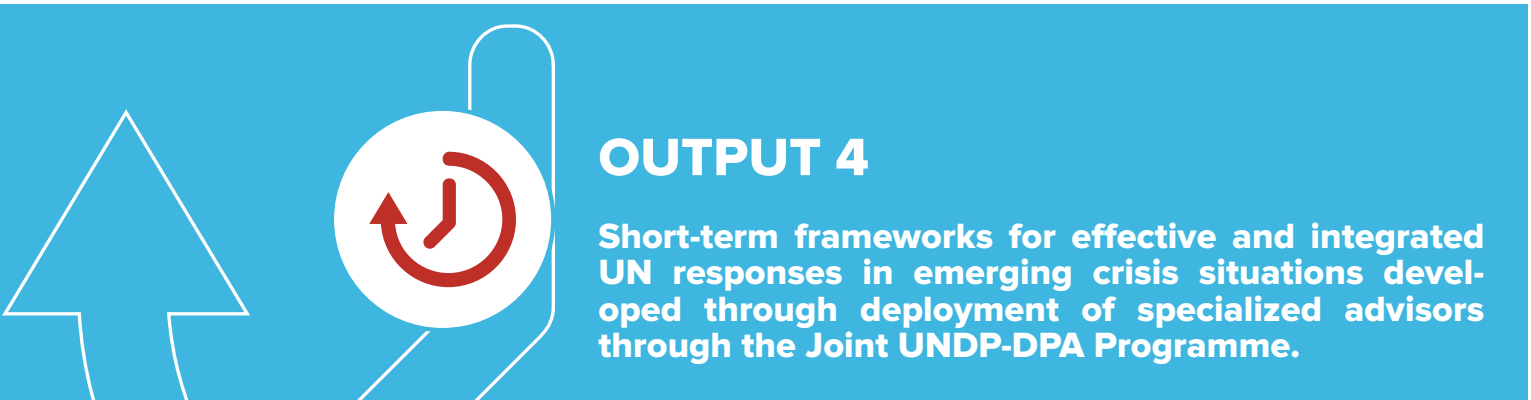 OUTPUT 4
Short-term frameworks for effective and integrated
UN responses in emerging crisis situations devel-
oped through deployment of specialized advisors
through the Joint UNDP-DPA Programme.